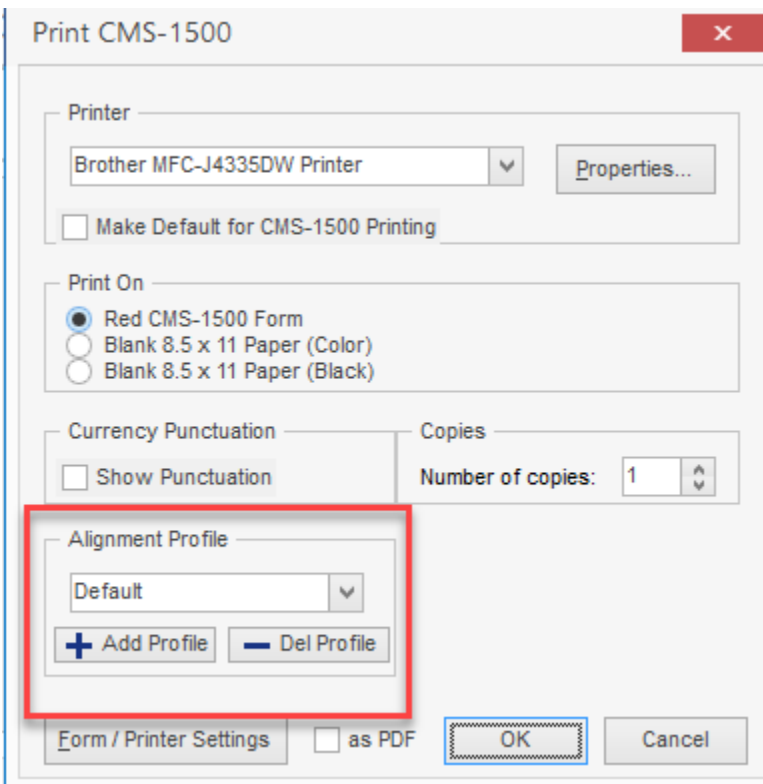 Print CMS-1500
Printer
Brother MFC-J4335DW Printer
Properties...
Make Default for CMS-1500 Printing
Print On
Red CMS-1500 Form
Blank 8.5 x 11 Paper (Color)
Blank 8.5 x 11 Paper (Black)
Currency Punctuation
Show Punctuation
Copies
Number of copies: 1
Alignment Profile
Default
Add Profile
Del Profile
Form / Printer Settings
as PDF
OK
Cancel